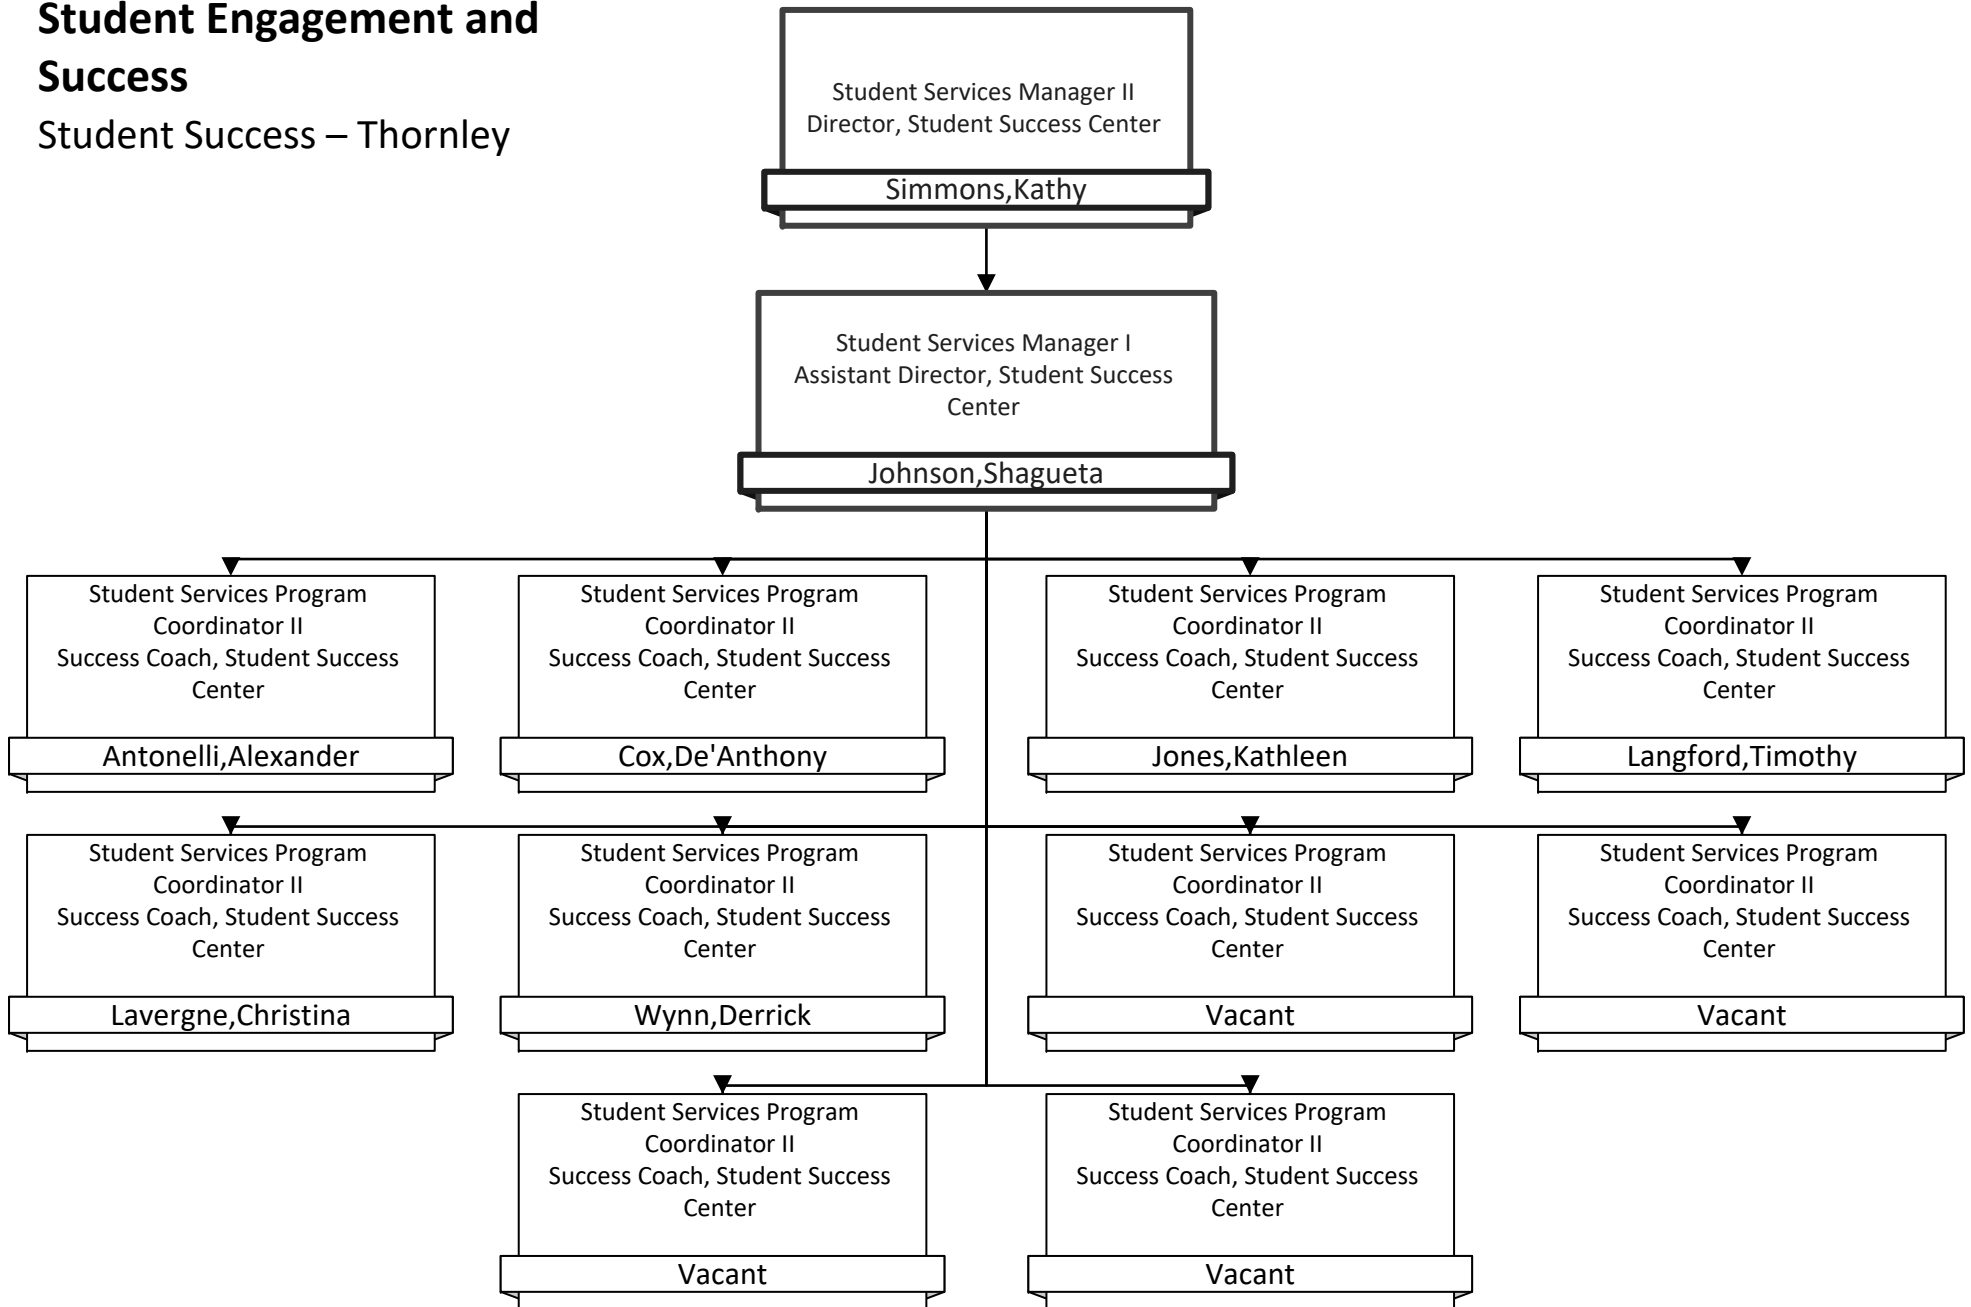 Student Engagement and
Success
Student Success – Thornley
Student Services Manager II
Director, Student Success Center
Simmons,Kathy
Student Services Manager I
Assistant Director, Student Success
Center
Johnson,Shagueta
Student Services Program
Coordinator II
Success Coach, Student Success
Center
Antonelli,Alexander
Student Services Program
Coordinator II
Success Coach, Student Success
Center
Cox,De'Anthony
Student Services Program
Coordinator II
Success Coach, Student Success
Center
Jones,Kathleen
Student Services Program
Coordinator II
Success Coach, Student Success
Center
Langford,Timothy
Student Services Program
Coordinator II
Success Coach, Student Success
Center
Lavergne,Christina
Student Services Program
Coordinator II
Success Coach, Student Success
Center
Wynn,Derrick
Student Services Program
Coordinator II
Success Coach, Student Success
Center
Vacant
Student Services Program
Coordinator II
Success Coach, Student Success
Center
Vacant
Student Services Program
Coordinator II
Success Coach, Student Success
Center
Vacant
Student Services Program
Coordinator II
Success Coach, Student Success
Center
Vacant